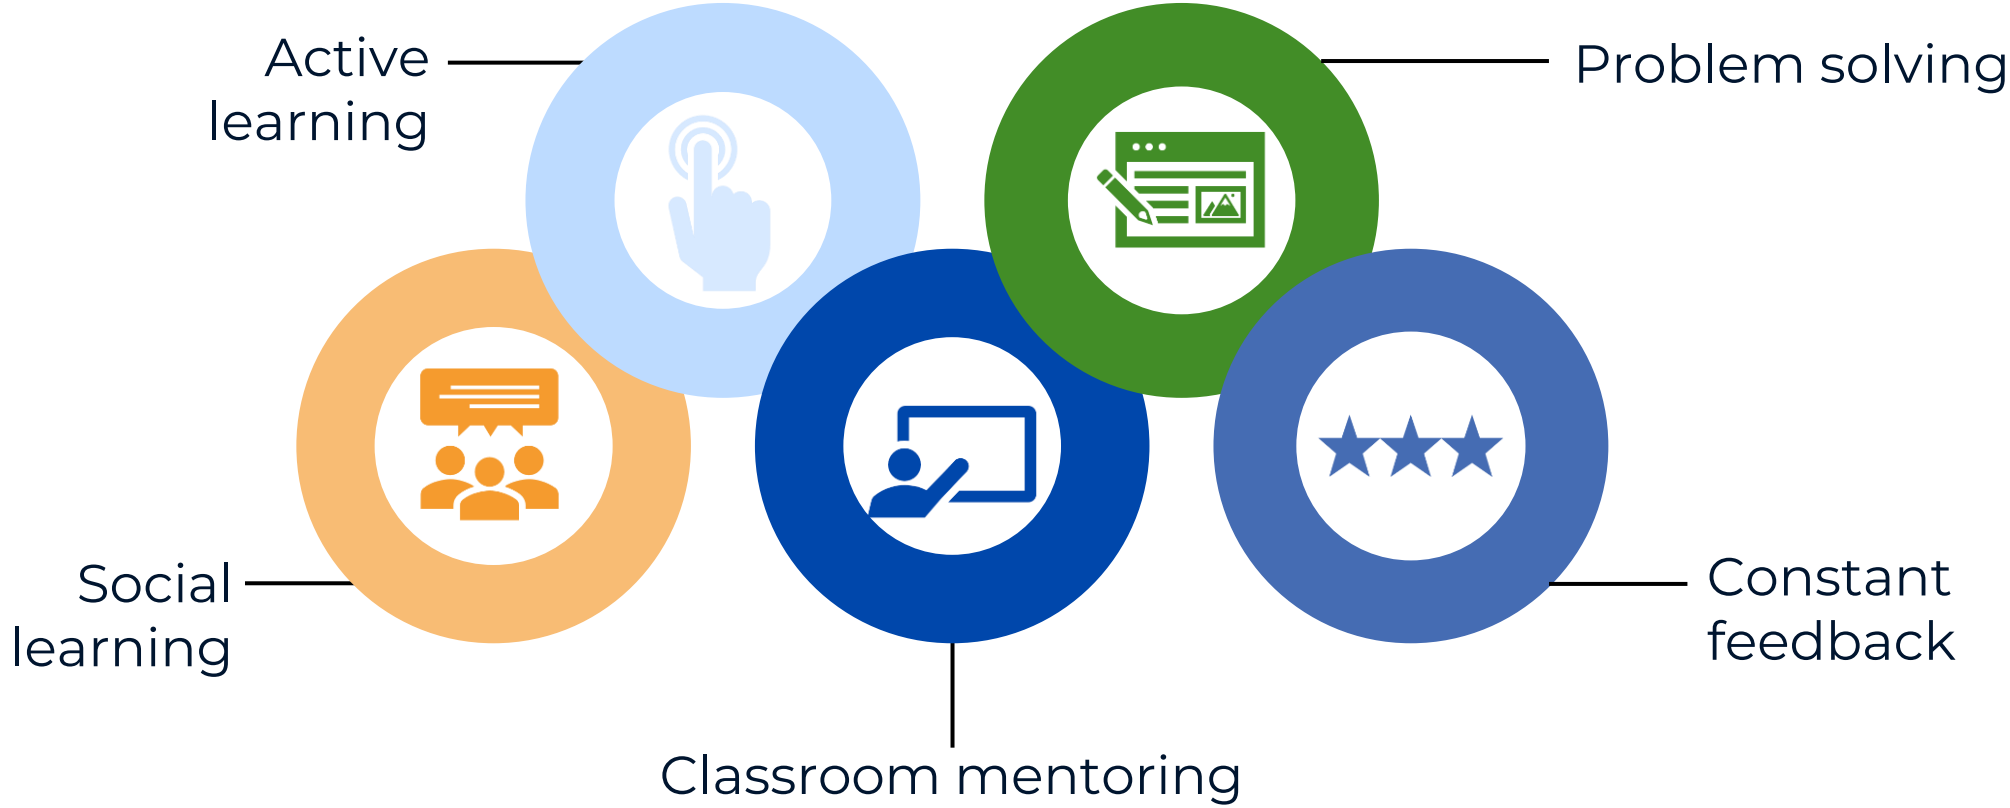 Active
learning
Problem solving
Social
learning
Constant
feedback
Classroom mentoring